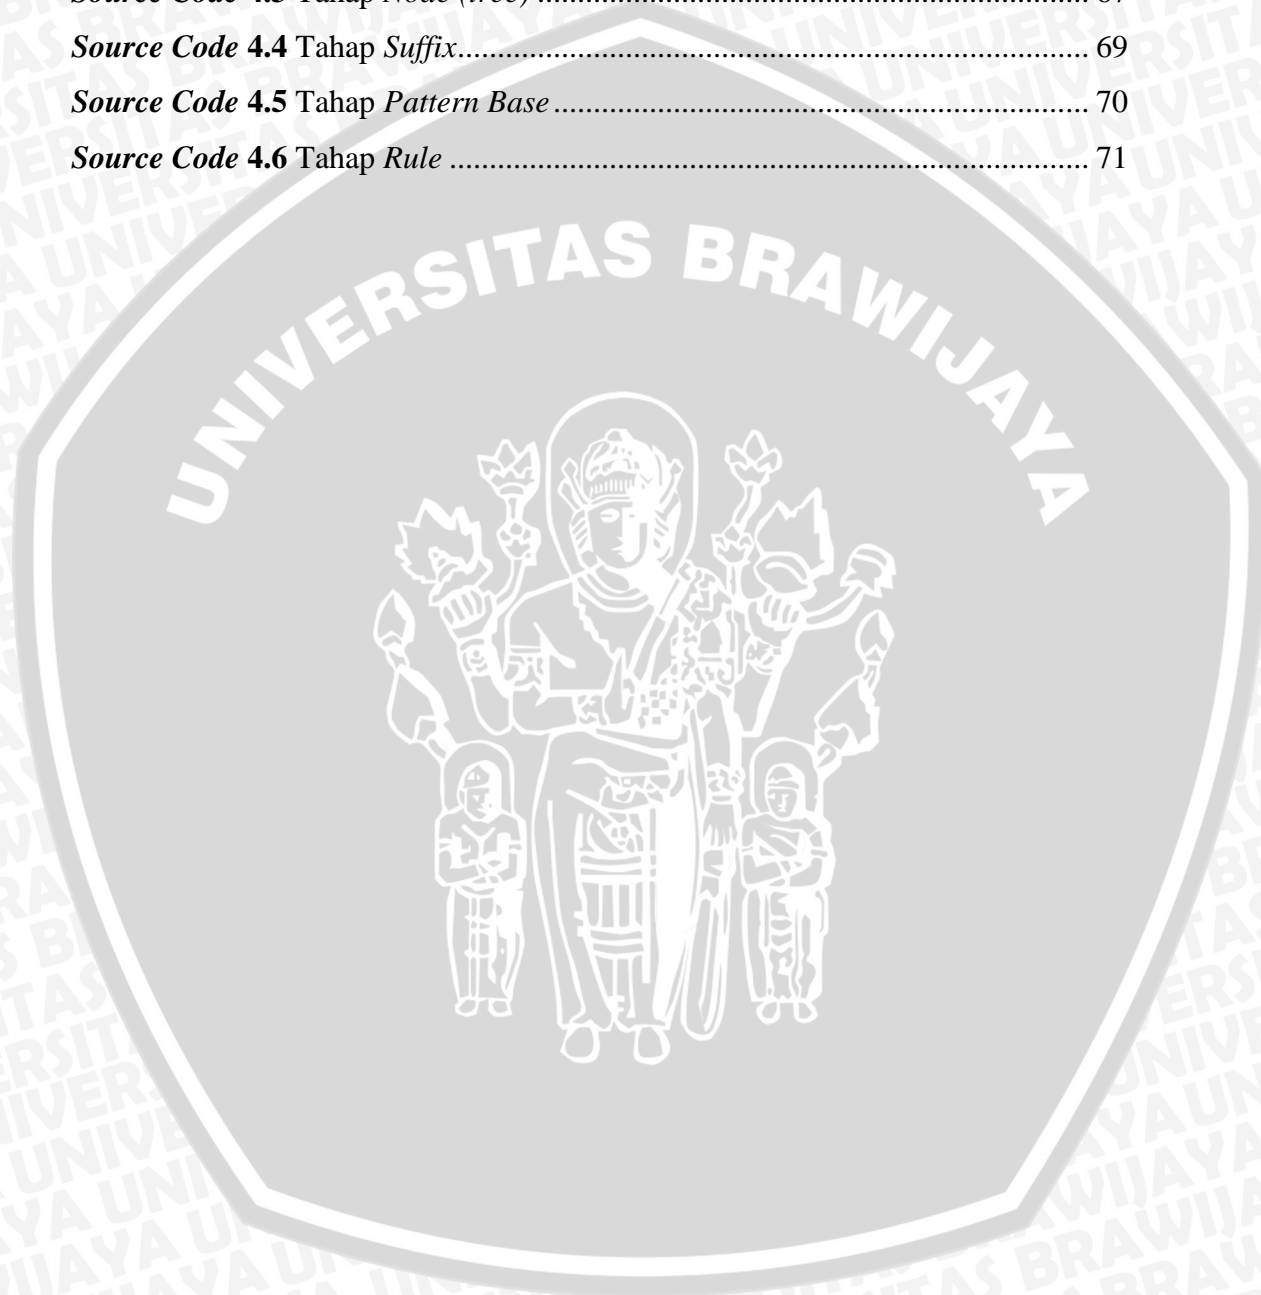 Source Code 4.4 Tahap Suffix........................................................................................ 69
Source Code 4.5 Tahap Pattern Base.............................................................................. 70
Source Code 4.6 Tahap Rule .......................................................................................... 71
UNIVERSITAS BRAWIJAYA